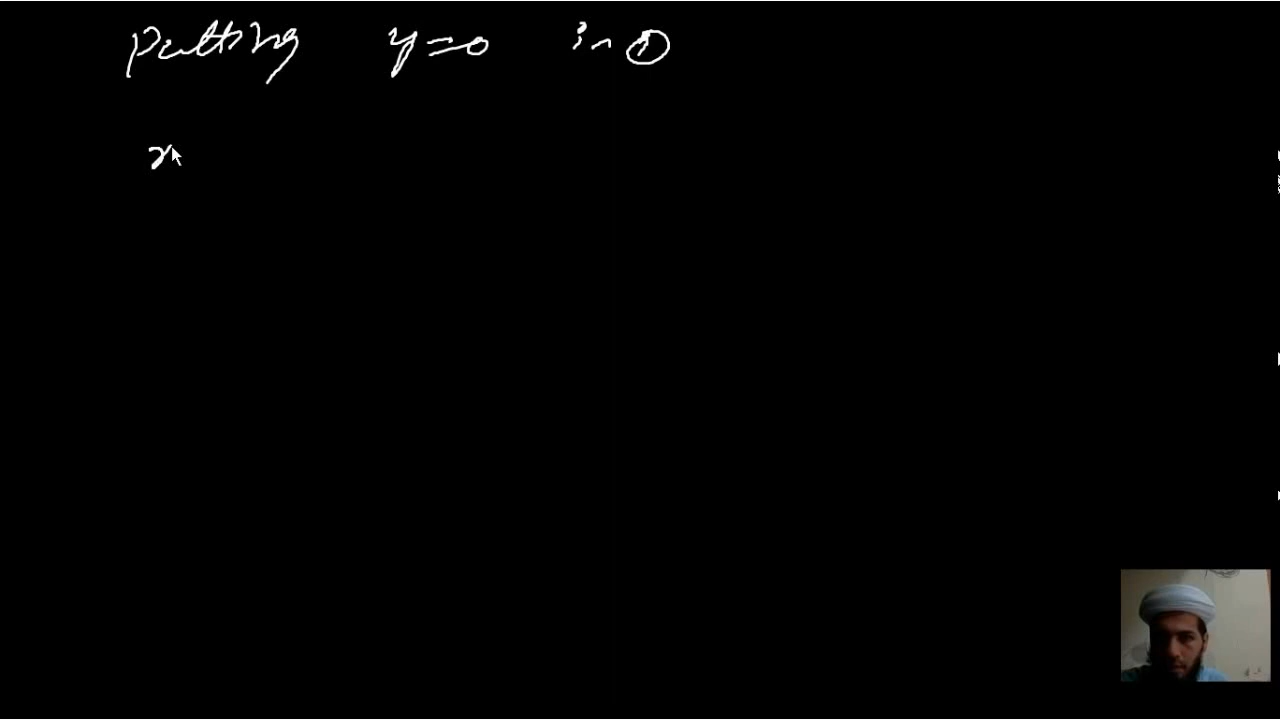 Putting y=0 in ①
x